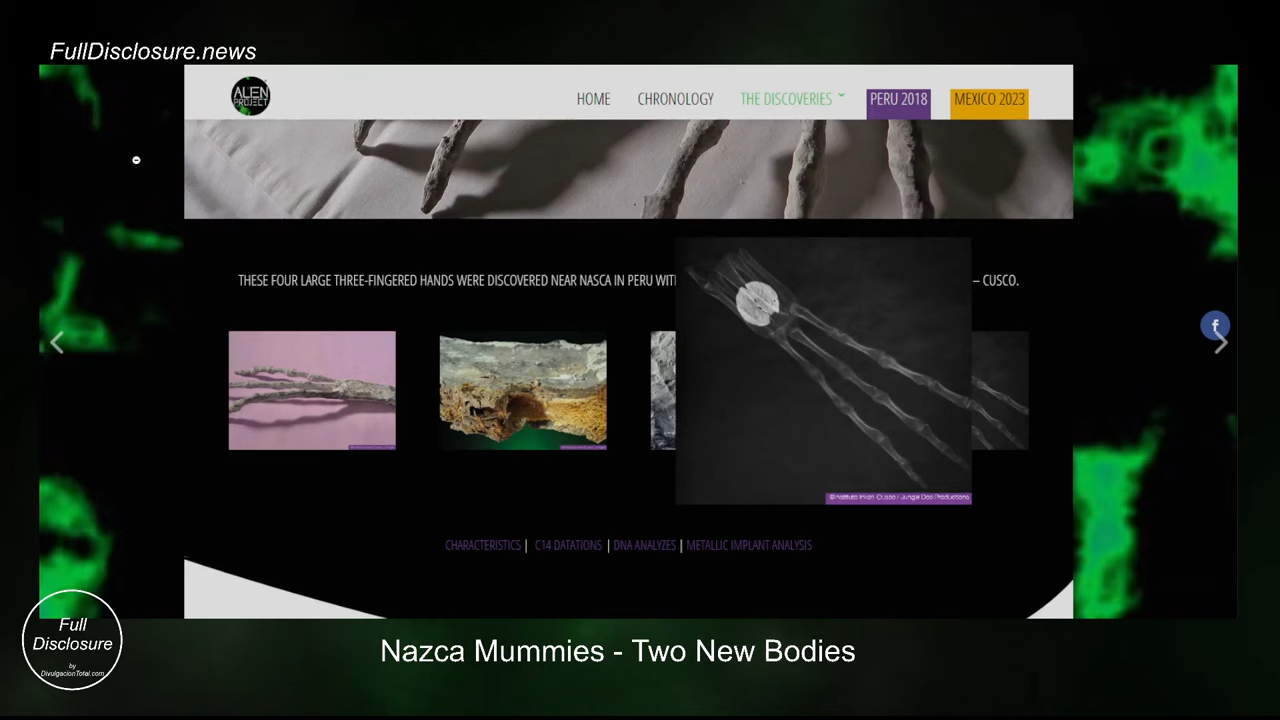 FullDisclosure.news
ALIEN
PROJECT
HOME
CHRONOLOGY
THE DISCOVERIES
PERU 2018
MEXICO 2023
THESE FOUR LARGE THREE-FINGERED HANDS WERE DISCOVERED NEAR NASCA IN PERU
– CUSCO.
f
CHARACTERISTICS | C14 DATATIONS | DNA ANALYZES | METALLIC IMPLANT ANALYSIS
Full
Disclosure
by
DivulgacionTotal.com
Nazca Mummies - Two New Bodies